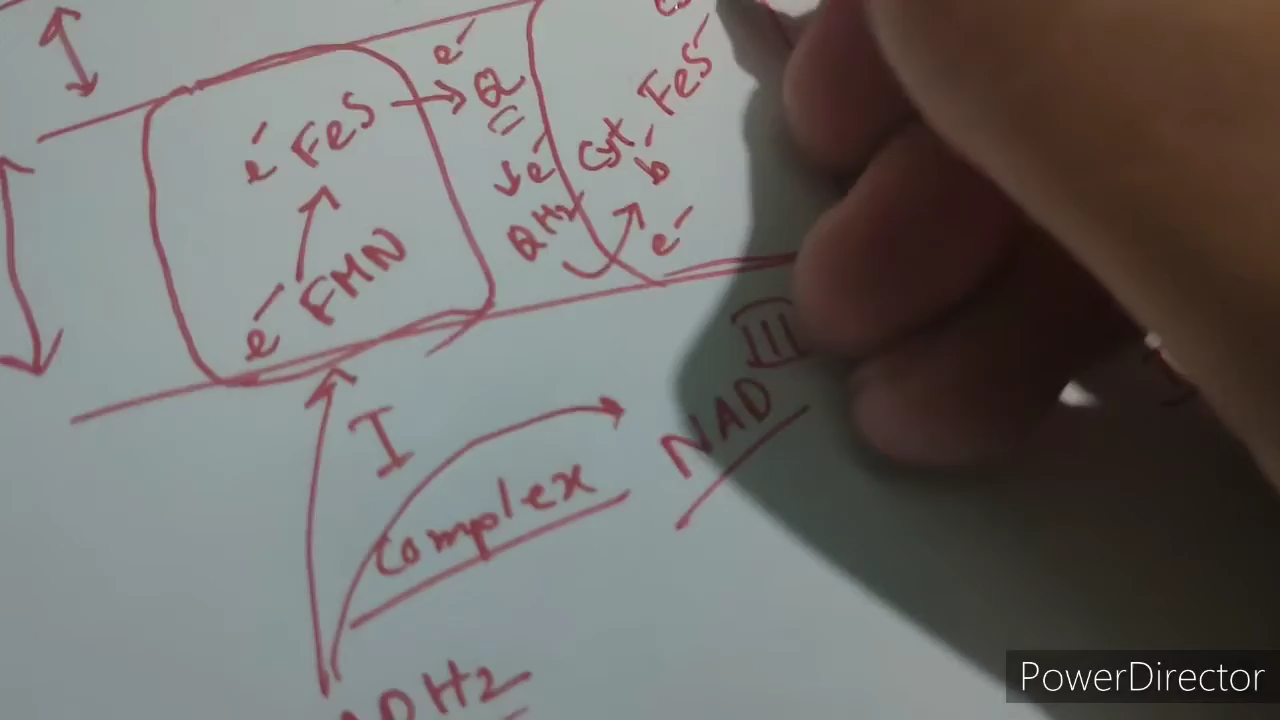 e⁻
Q
FeS
e⁻ FeS
Cyt b
e⁻
QH2
e⁻
e⁻ FMN
III
I
NAD
Complex
ADH2
PowerDirector